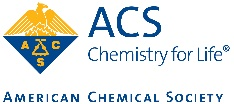 A C S
ACS
Chemistry for Life®
AMERICAN CHEMICAL SOCIETY